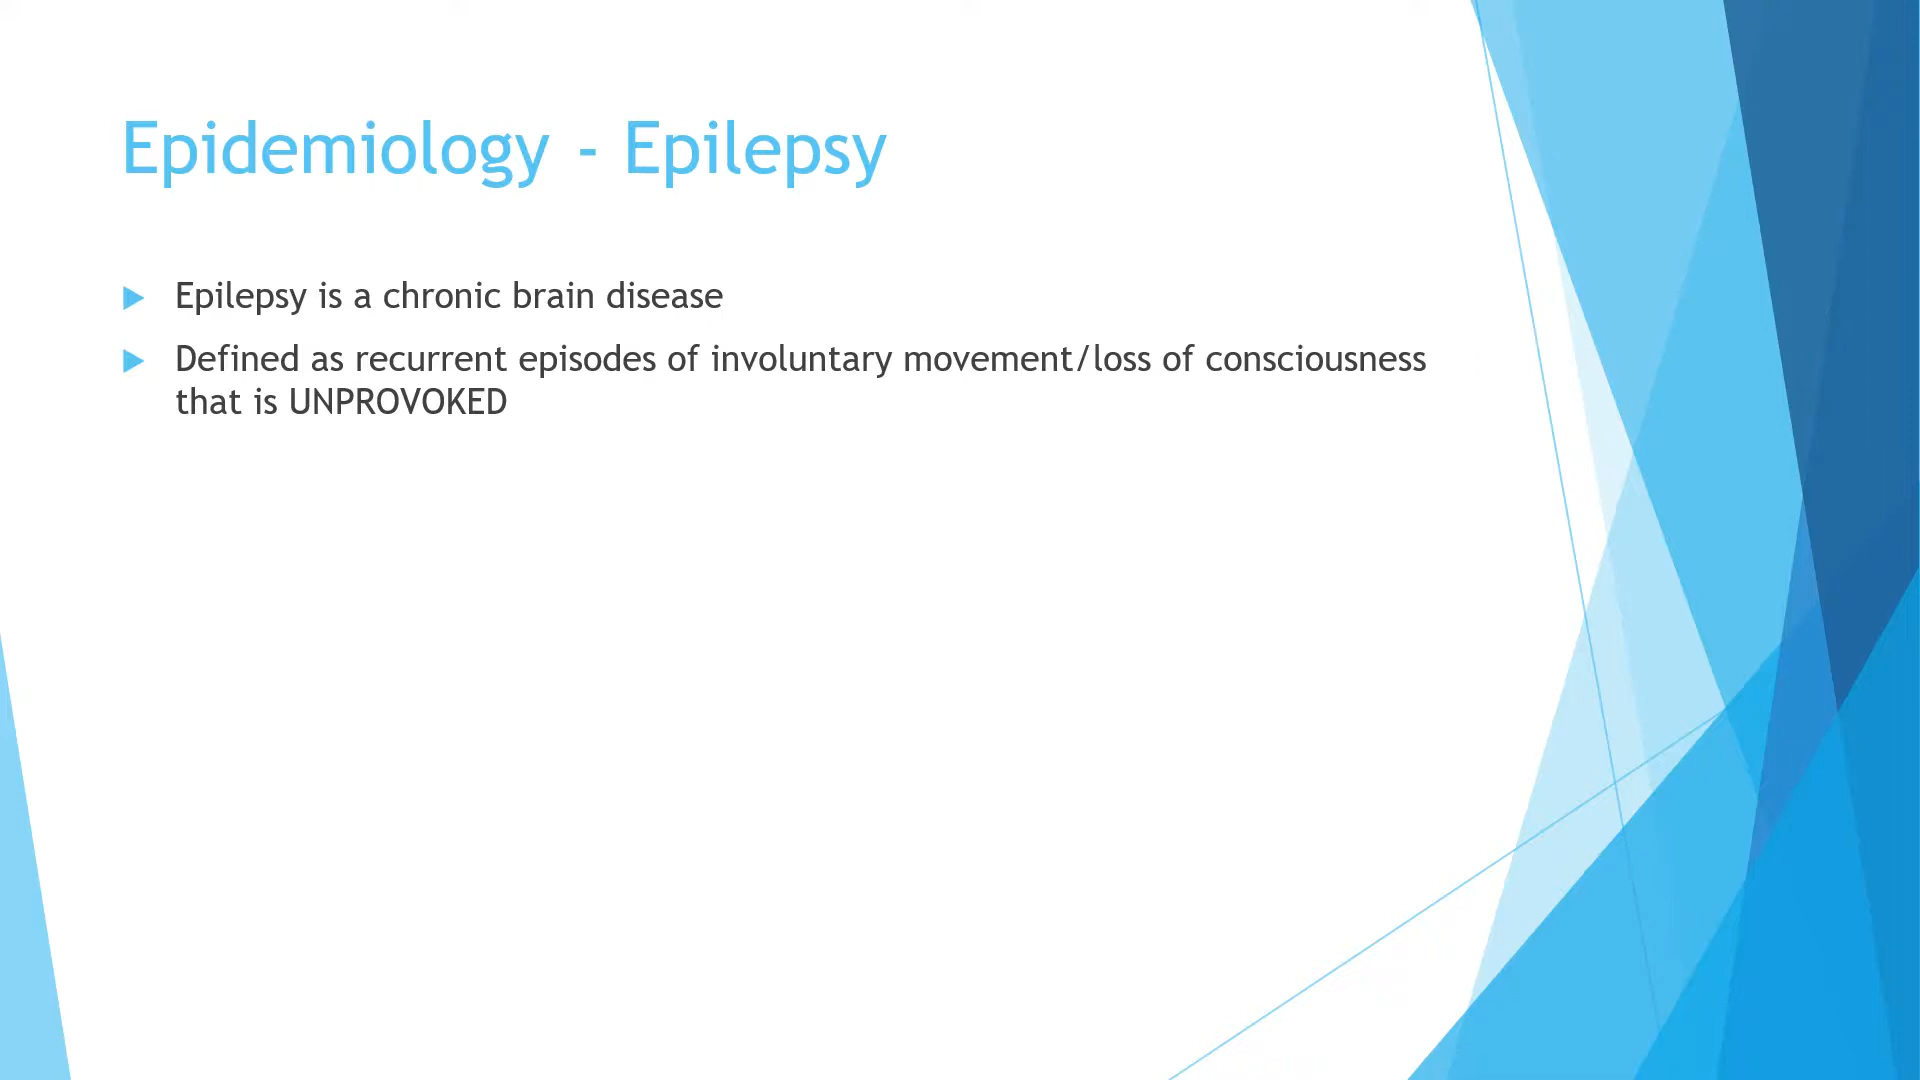 Epidemiology - Epilepsy
Epilepsy is a chronic brain disease
Defined as recurrent episodes of involuntary movement/loss of consciousness
that is UNPROVOKED